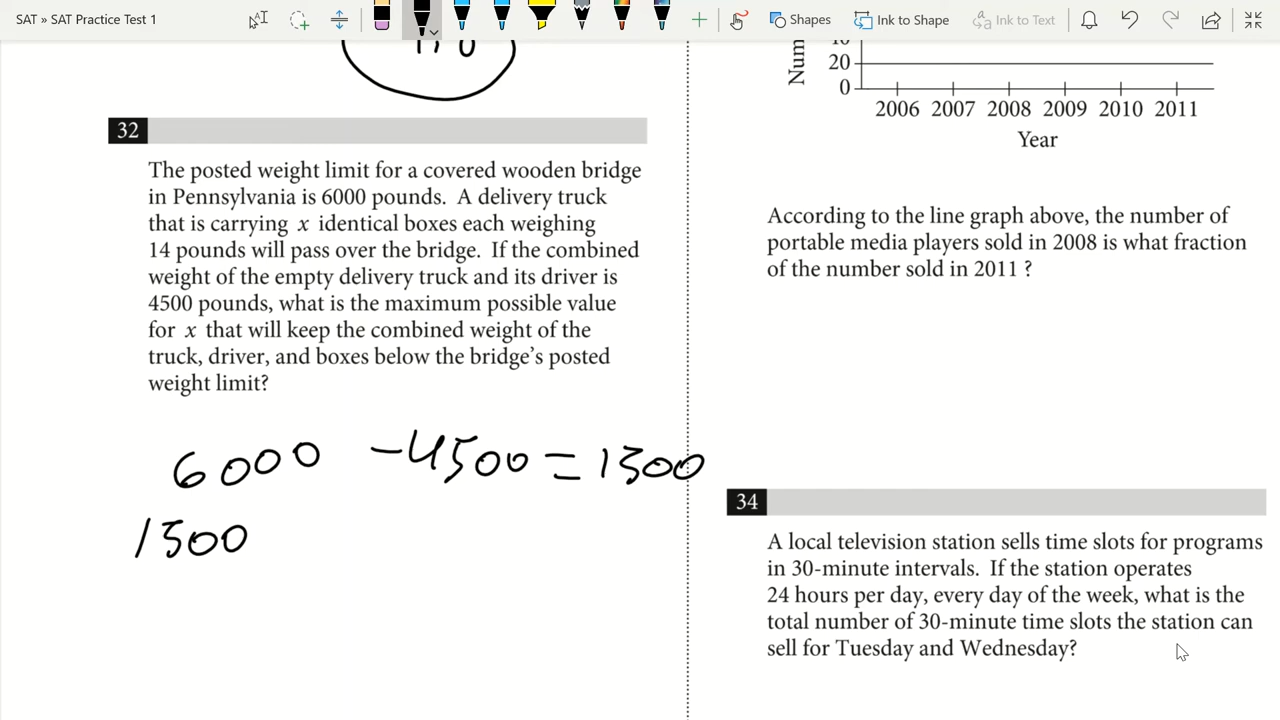 SAT » SAT Practice Test 1
Shapes
Ink to Shape
Ink to Text
32
The posted weight limit for a covered wooden bridge
in Pennsylvania is 6000 pounds. A delivery truck
that is carrying x identical boxes each weighing
14 pounds will pass over the bridge. If the combined
weight of the empty delivery truck and its driver is
4500 pounds, what is the maximum possible value
for x that will keep the combined weight of the
truck, driver, and boxes below the bridge’s posted
weight limit?
6000 -4500 = 1500
1500
Num
20
0
2006 2007 2008 2009 2010 2011
Year
According to the line graph above, the number of
portable media players sold in 2008 is what fraction
of the number sold in 2011 ?
34
A local television station sells time slots for programs
in 30-minute intervals. If the station operates
24 hours per day, every day of the week, what is the
total number of 30-minute time slots the station can
sell for Tuesday and Wednesday?